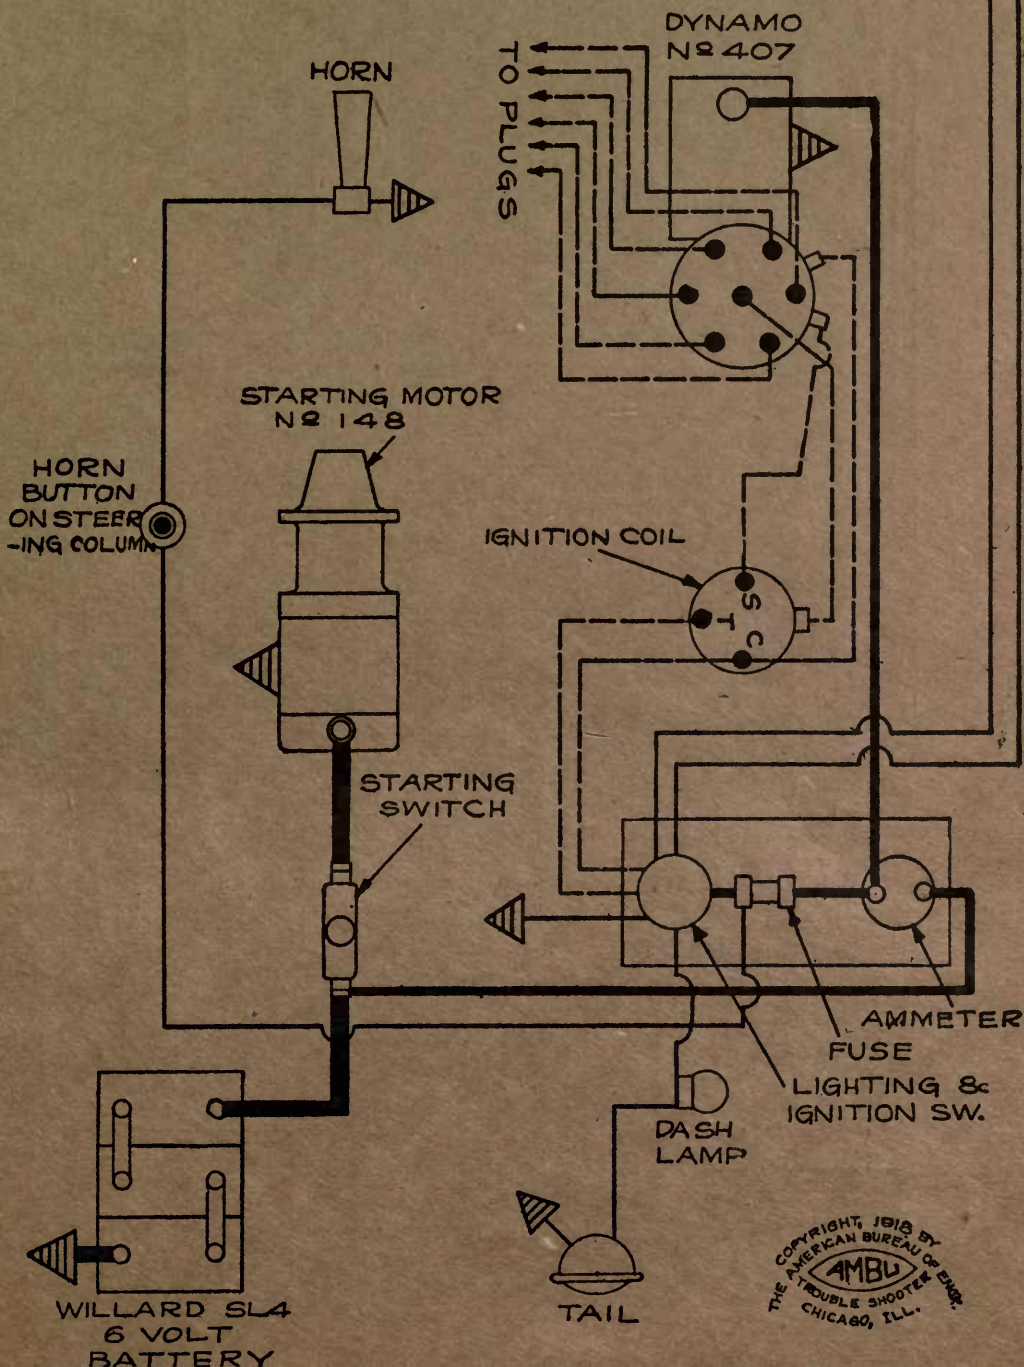 DYNAMO
Nº 407
TO PLUGS
HORN
STARTING MOTOR
Nº 148
HORN
BUTTON
ON STEER
-ING COLUMN
IGNITION COIL
S
T
C
STARTING
SWITCH
AMMETER
FUSE
LIGHTING &
IGNITION SW.
DASH
LAMP
TAIL
WILLARD SL4
6 VOLT
BATTERY
COPYRIGHT, 1918 BY
THE AMERICAN BUREAU OF ENGR.
AMBU
TROUBLE SHOOTER
CHICAGO, ILL.